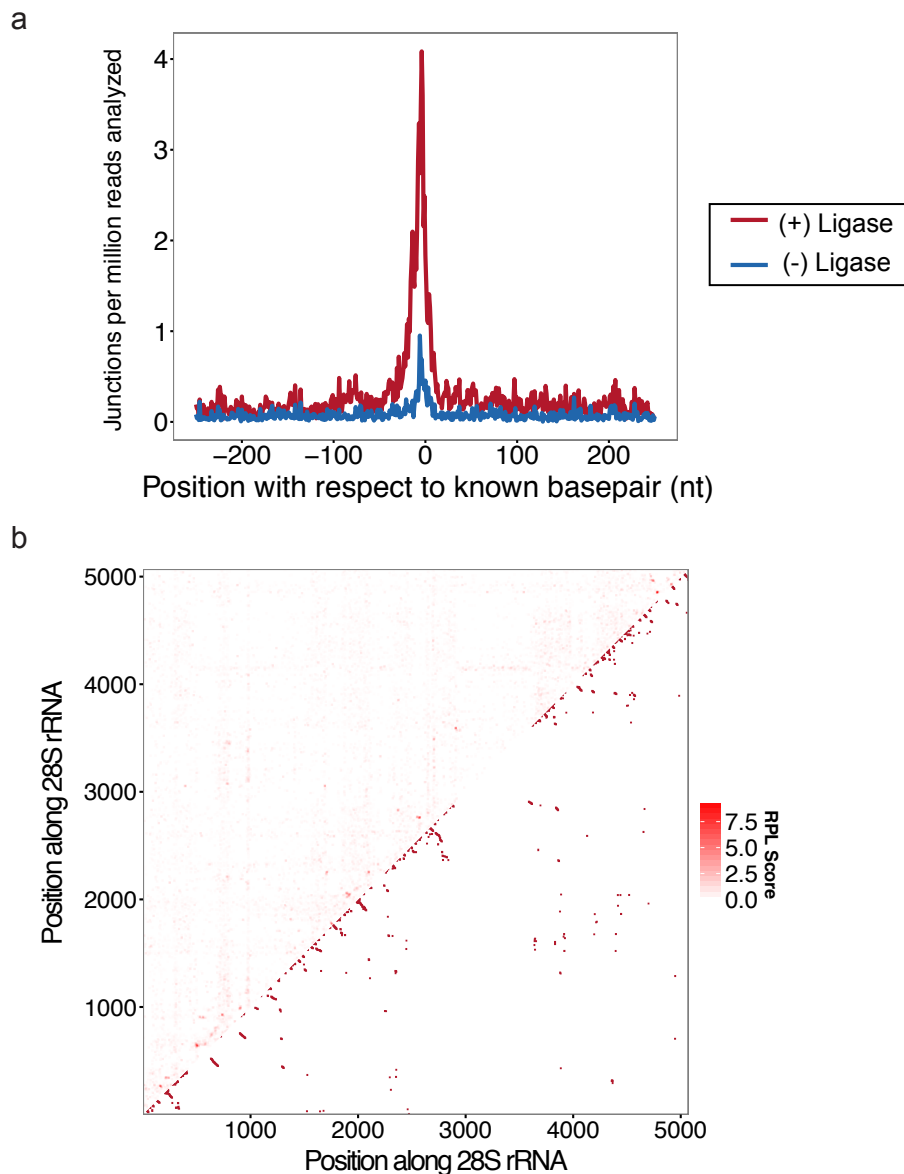 a
Junctions per million reads analyzed
4
3
2
1
0
−200
−100
0
100
200
Position with respect to known basepair (nt)
(+) Ligase
(-) Ligase
b
Position along 28S rRNA
5000
4000
3000
2000
1000
1000
2000
3000
4000
5000
Position along 28S rRNA
7.5
5.0
2.5
0.0
RPL Score